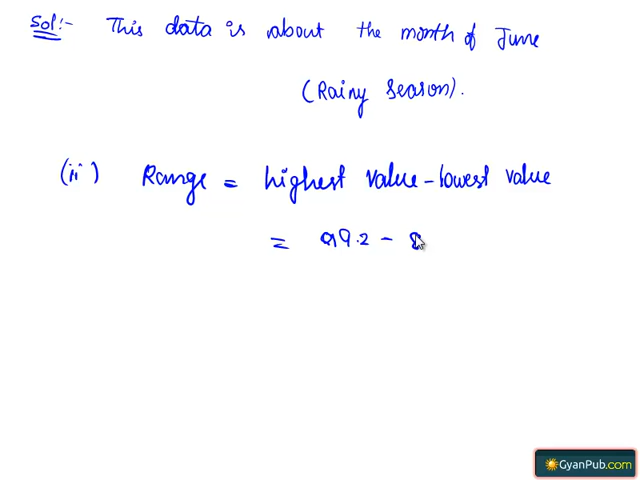 Sol:- This data is about the month of June
(Rainy Season).
(ii) Range = highest value - lowest value
= 99.2 - 8
GyanPub.com